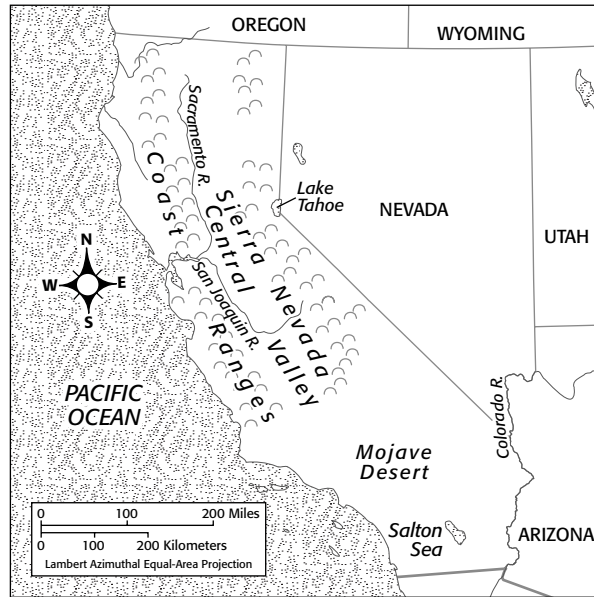 OREGON
WYOMING
Sacramento R.
Coast
Sierra
Central
Lake
Tahoe
NEVADA
UTAH
N
W
E
S
San Joaquin R.
Nevada
Valley
Ranges
PACIFIC
OCEAN
Colorado R.
Mojave
Desert
Salton
Sea
ARIZONA
0 100 200 Miles
0 100 200 Kilometers
Lambert Azimuthal Equal-Area Projection